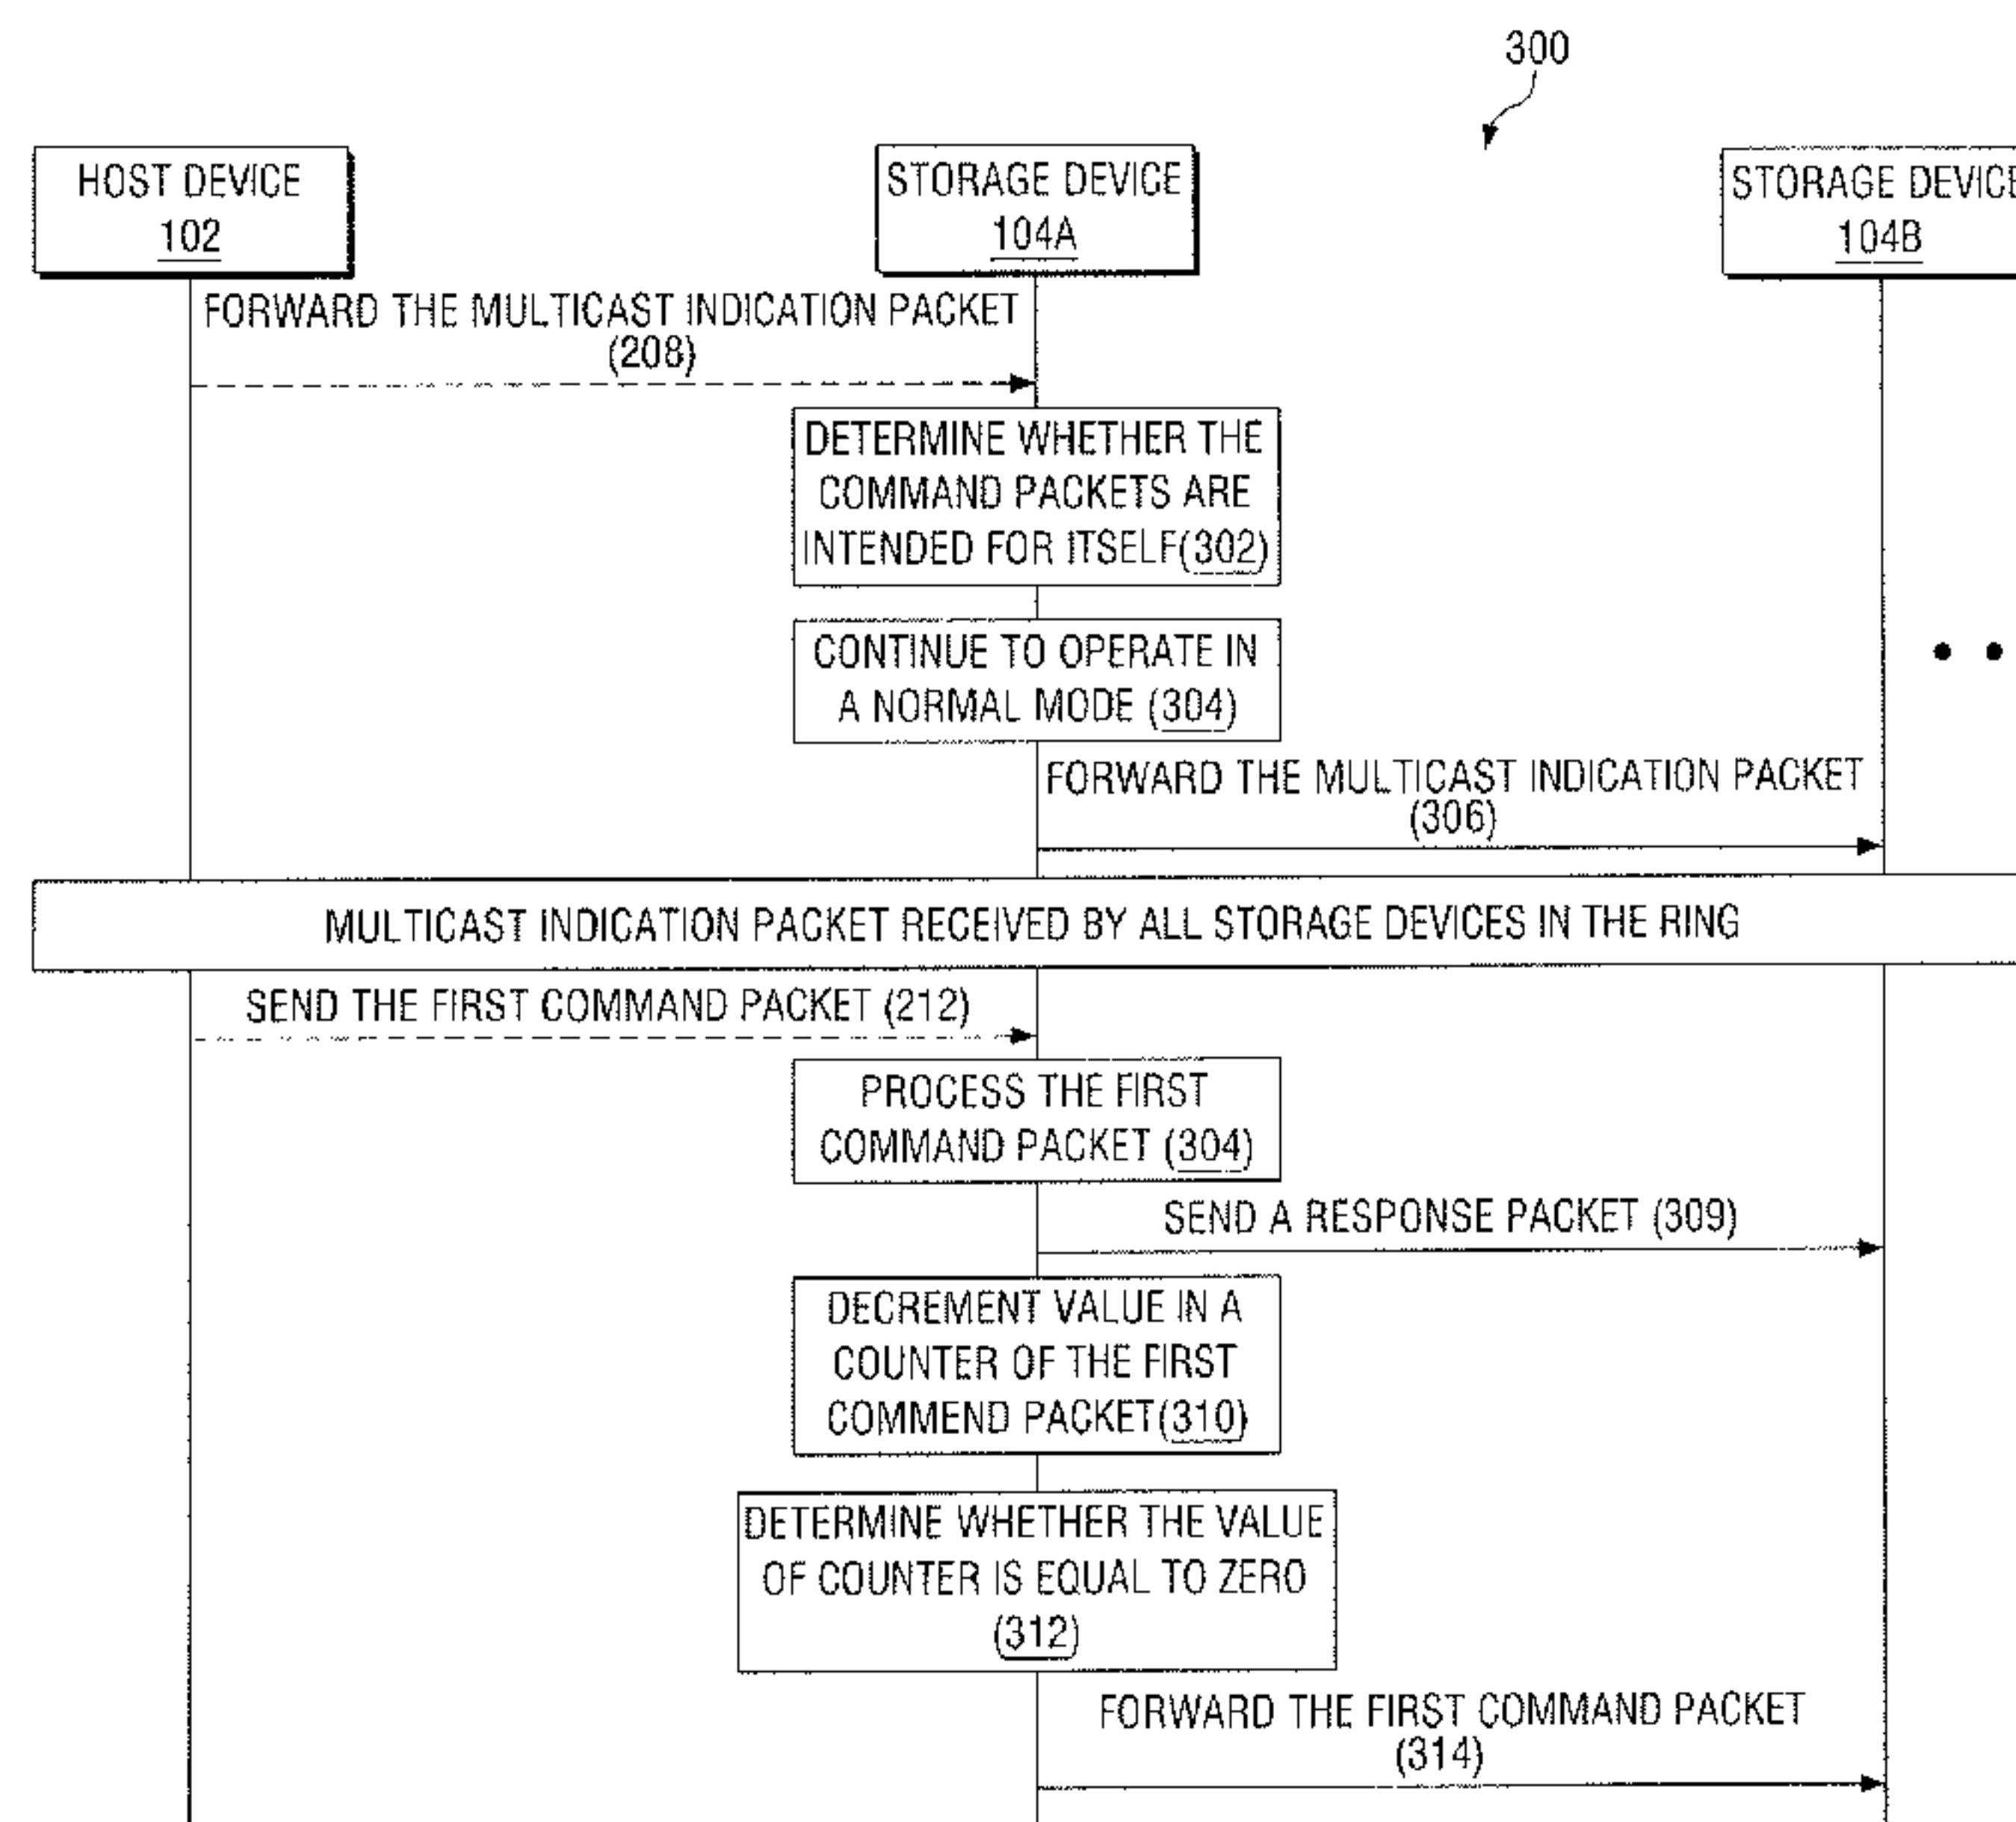 300
HOST DEVICE
102
STORAGE DEVICE
104A
STORAGE DEVICE
104B
FORWARD THE MULTICAST INDICATION PACKET
(208)
DETERMINE WHETHER THE
COMMAND PACKETS ARE
INTENDED FOR ITSELF(302)
CONTINUE TO OPERATE IN
A NORMAL MODE (304)
FORWARD THE MULTICAST INDICATION PACKET
(306)
MULTICAST INDICATION PACKET RECEIVED BY ALL STORAGE DEVICES IN THE RING
SEND THE FIRST COMMAND PACKET (212)
PROCESS THE FIRST
COMMAND PACKET (304)
SEND A RESPONSE PACKET (309)
DECREMENT VALUE IN A
COUNTER OF THE FIRST
COMMEND PACKET(310)
DETERMINE WHETHER THE VALUE
OF COUNTER IS EQUAL TO ZERO
(312)
FORWARD THE FIRST COMMAND PACKET
(314)